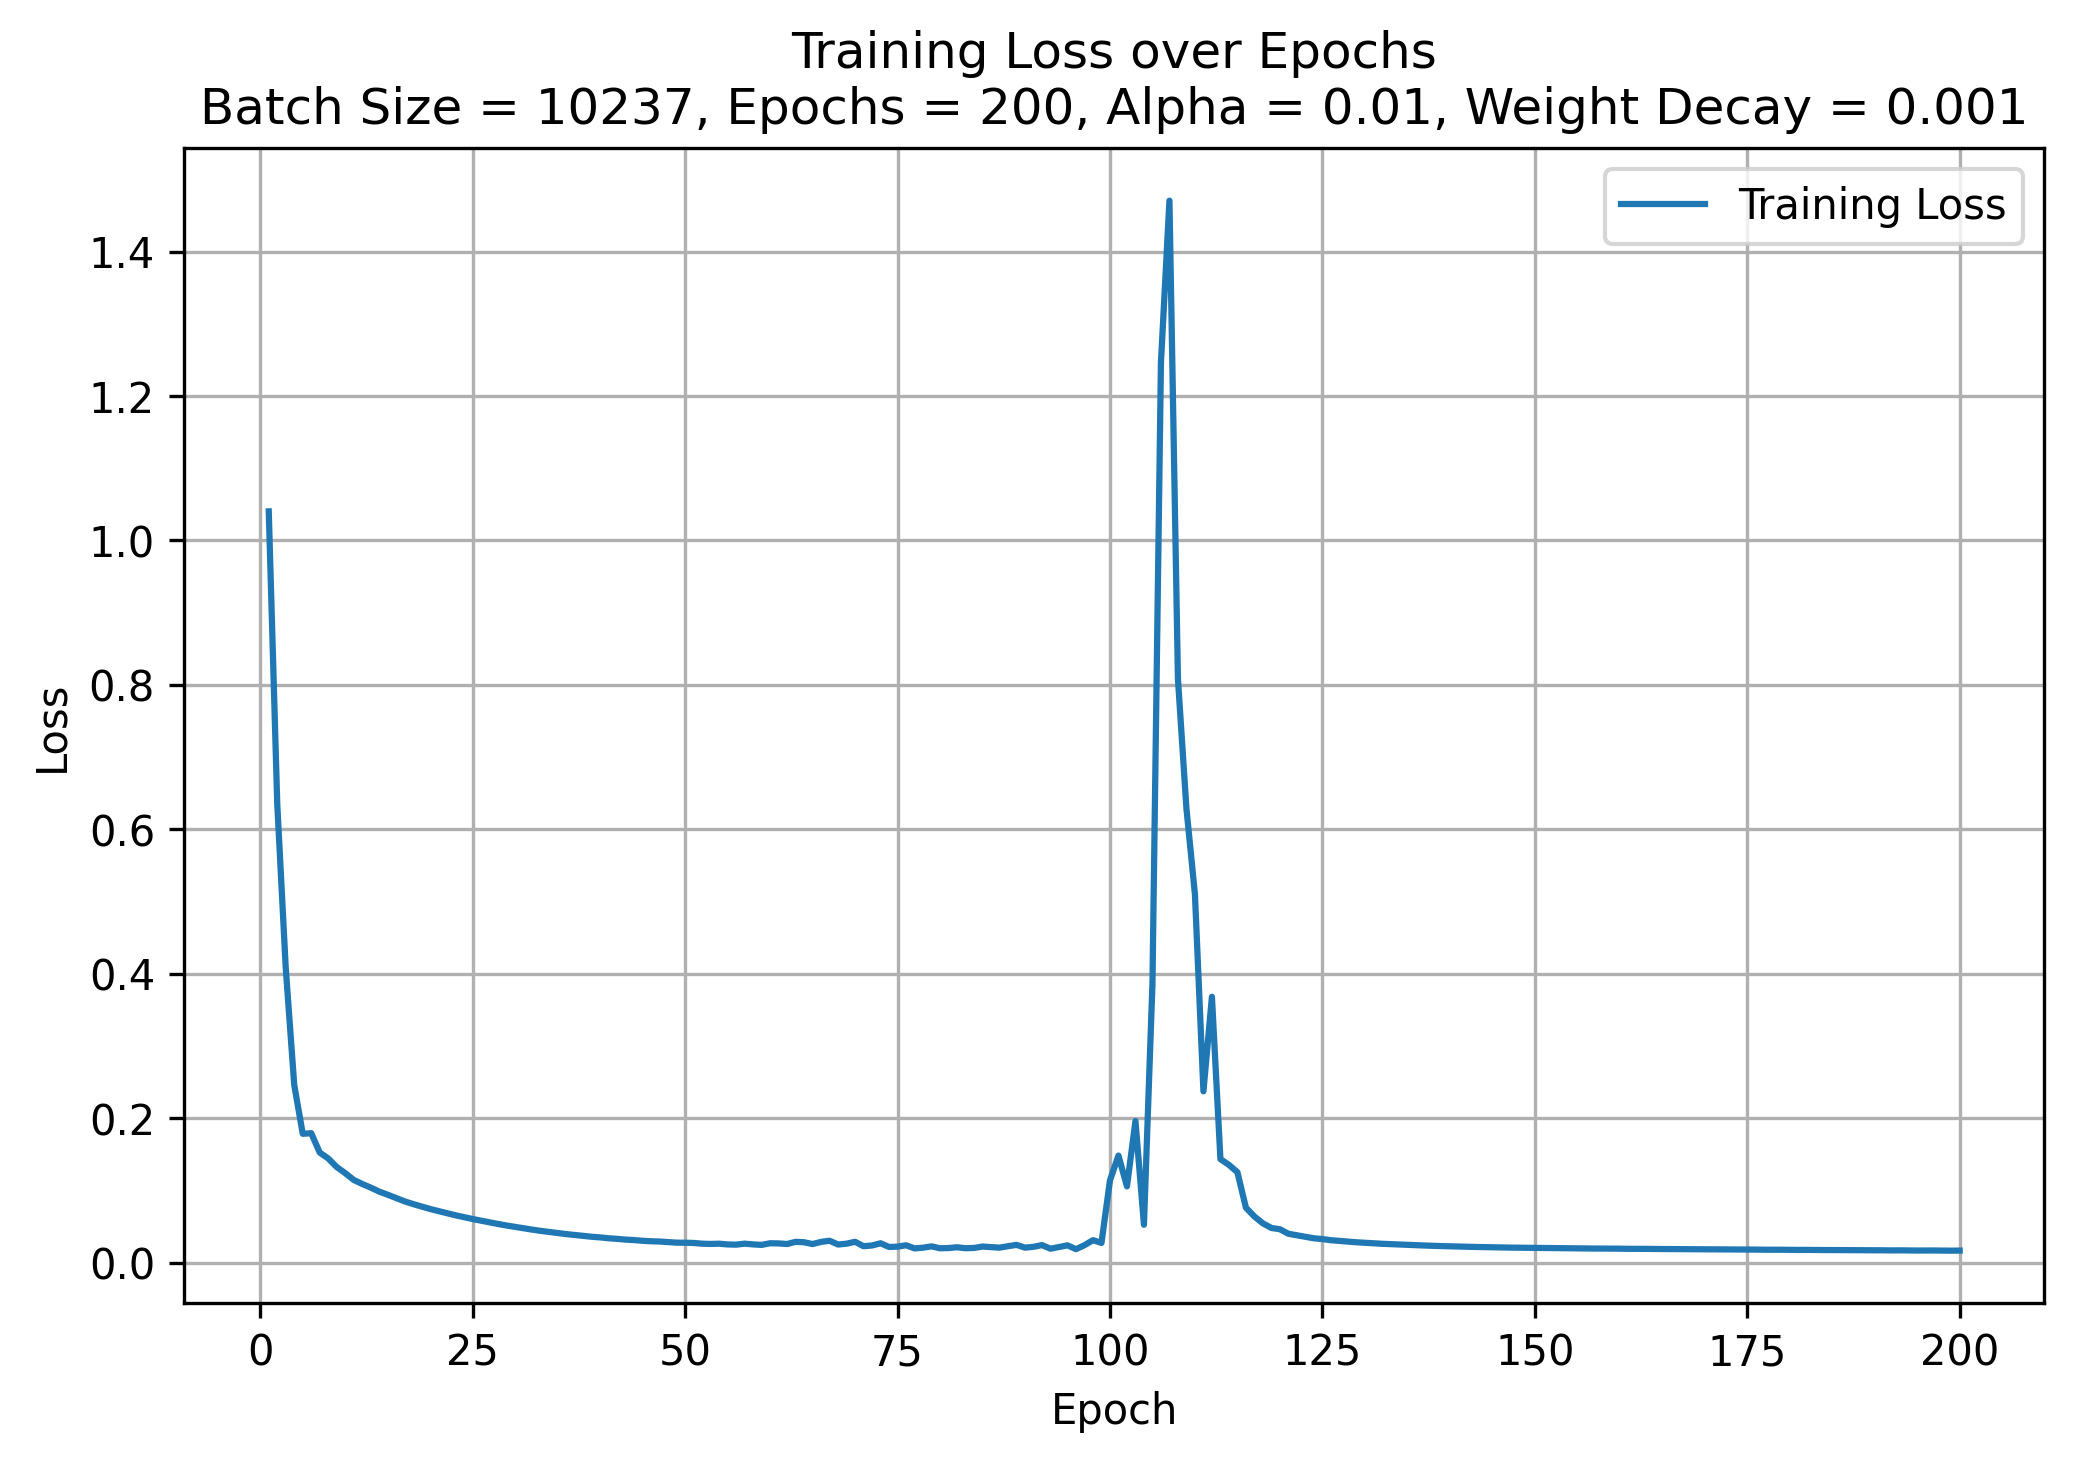 Training Loss over Epochs
Batch Size = 10237, Epochs = 200, Alpha = 0.01, Weight Decay = 0.001
Training Loss
1.4
1.2
1.0
0.8
0.6
0.4
0.2
0.0
Loss
0 25 50 75 100 125 150 175 200
Epoch